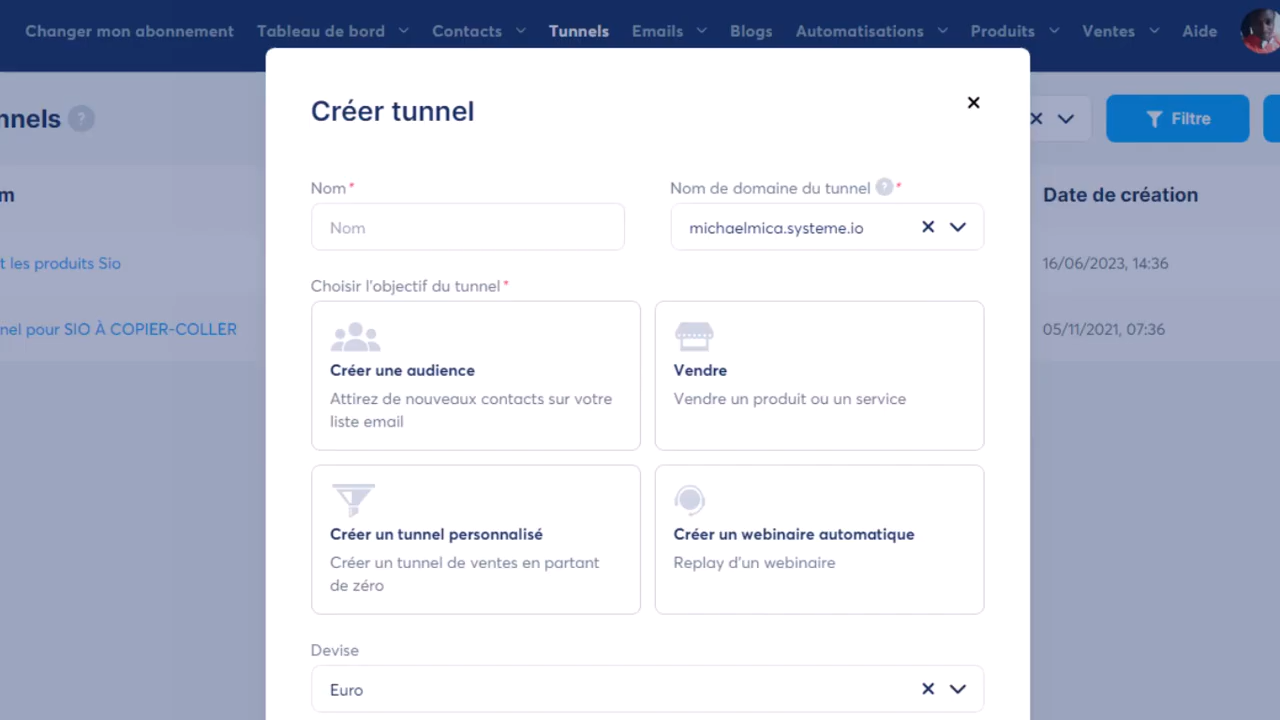 Changer mon abonnement Tableau de bord Contacts Tunnels Emails Blogs Automatisations Produits Ventes Aide
Créer tunnel
nnels ?
Filtre
Nom*
Nom de domaine du tunnel ? *
Nom
michaelmica.systeme.io
m
Date de création
t les produits Sio
16/06/2023, 14:36
Choisir l'objectif du tunnel*
nel pour SIO À COPIER-COLLER
05/11/2021, 07:36
Créer une audience
Attirez de nouveaux contacts sur votre
liste email
Vendre
Vendre un produit ou un service
Créer un tunnel personnalisé
Créer un tunnel de ventes en partant
de zéro
Créer un webinaire automatique
Replay d'un webinaire
Devise
Euro